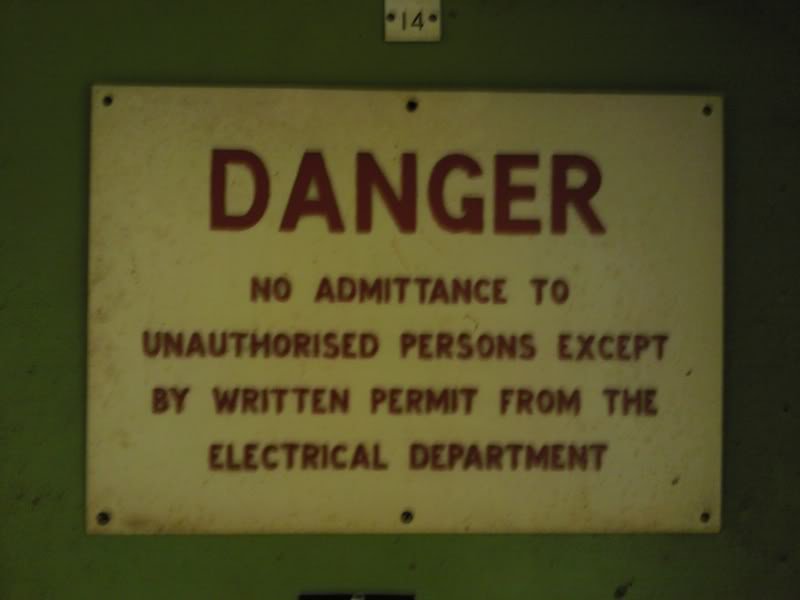 14
DANGER
NO ADMITTANCE TO
UNAUTHORISED PERSONS EXCEPT
BY WRITTEN PERMIT FROM THE
ELECTRICAL DEPARTMENT